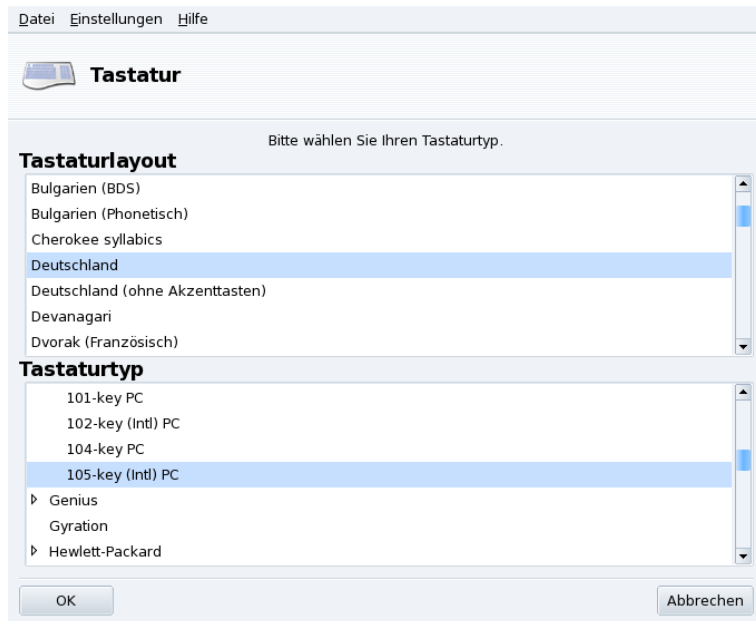 Datei Einstellungen Hilfe
Tastatur
Bitte wählen Sie Ihren Tastaturtyp.
Tastaturlayout
Bulgarien (BDS)
Bulgarien (Phonetisch)
Cherokee syllabics
Deutschland
Deutschland (ohne Akzenttasten)
Devanagari
Dvorak (Französisch)
Tastaturtyp
101-key PC
102-key (Intl) PC
104-key PC
105-key (Intl) PC
Genius
Gyration
Hewlett-Packard
OK Abbrechen